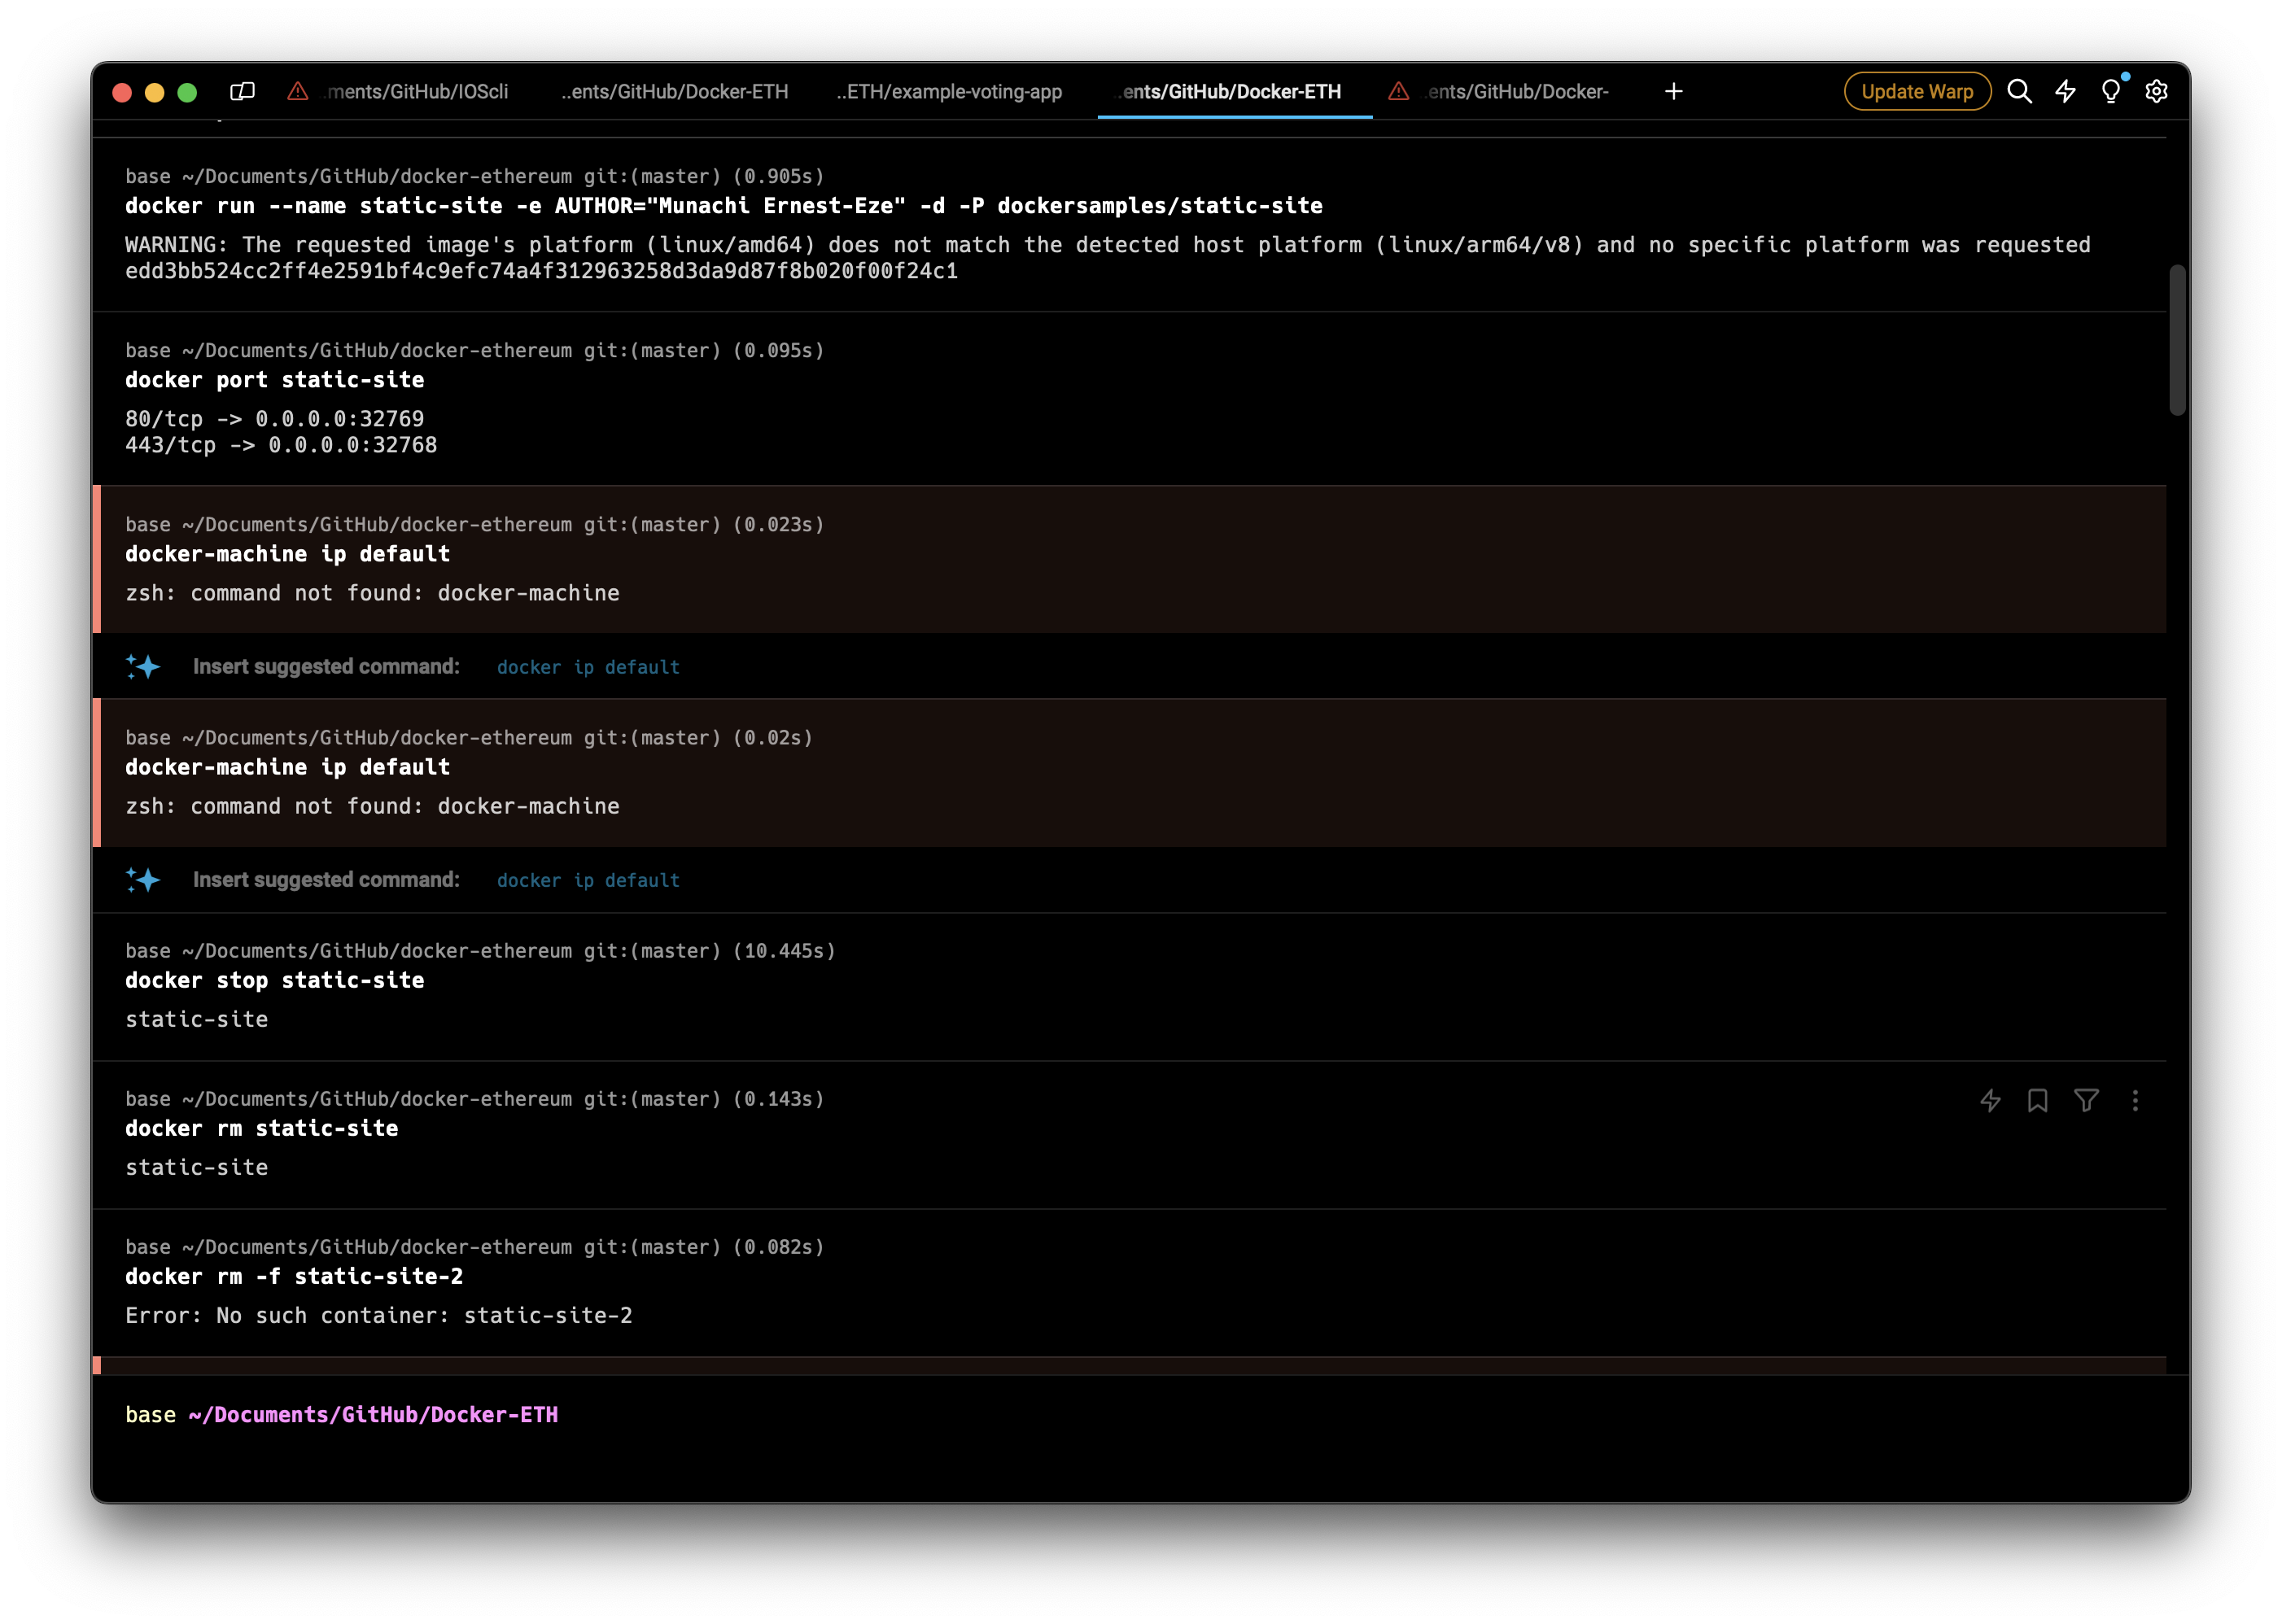 ..ments/GitHub/IOScli
..ents/GitHub/Docker-ETH
..ETH/example-voting-app
..ents/GitHub/Docker-ETH
..ents/GitHub/Docker-
Update Warp
base ~/Documents/GitHub/docker-ethereum git:(master) (0.905s)
docker run --name static-site -e AUTHOR="Munachi Ernest-Eze" -d -P dockersamples/static-site
WARNING: The requested image's platform (linux/amd64) does not match the detected host platform (linux/arm64/v8) and no specific platform was requested
edd3bb524cc2ff4e2591bf4c9efc74a4f312963258d3da9d87f8b020f00f24c1
base ~/Documents/GitHub/docker-ethereum git:(master) (0.095s)
docker port static-site
80/tcp -> 0.0.0.0:32769
443/tcp -> 0.0.0.0:32768
base ~/Documents/GitHub/docker-ethereum git:(master) (0.023s)
docker-machine ip default
zsh: command not found: docker-machine
Insert suggested command: docker ip default
base ~/Documents/GitHub/docker-ethereum git:(master) (0.02s)
docker-machine ip default
zsh: command not found: docker-machine
Insert suggested command: docker ip default
base ~/Documents/GitHub/docker-ethereum git:(master) (10.445s)
docker stop static-site
static-site
base ~/Documents/GitHub/docker-ethereum git:(master) (0.143s)
docker rm static-site
static-site
base ~/Documents/GitHub/docker-ethereum git:(master) (0.082s)
docker rm -f static-site-2
Error: No such container: static-site-2
base ~/Documents/GitHub/Docker-ETH